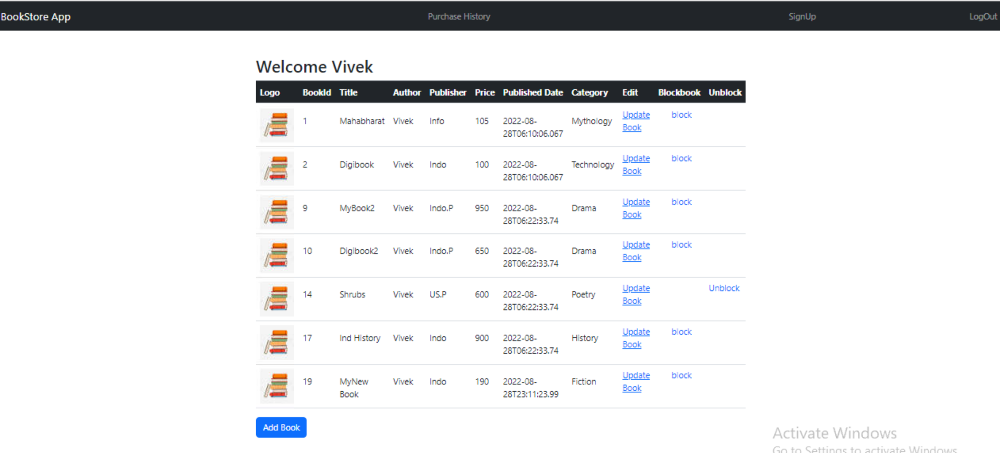 BookStore App Purchase History SignUp LogOut
Welcome Vivek
Logo BookId Title Author Publisher Price Published Date Category Edit Blockbook Unblock
1 Mahabharat Vivek Info 105 2022-08-28T06:10:06.067 Mythology Update Book block
2 Digibook Vivek Indo 100 2022-08-28T06:10:06.067 Technology Update Book block
9 MyBook2 Vivek Indo.P 950 2022-08-28T06:22:33.74 Drama Update Book block
10 Digibook2 Vivek Indo.P 650 2022-08-28T06:22:33.74 Drama Update Book block
14 Shrubs Vivek US.P 600 2022-08-28T06:22:33.74 Poetry Update Book Unblock
17 Ind History Vivek Indo 900 2022-08-28T06:22:33.74 History Update Book block
19 MyNew Book Vivek Indo 190 2022-08-28T23:11:23.99 Fiction Update Book block
Add Book
Activate Windows
Go to Settings to activate Windows